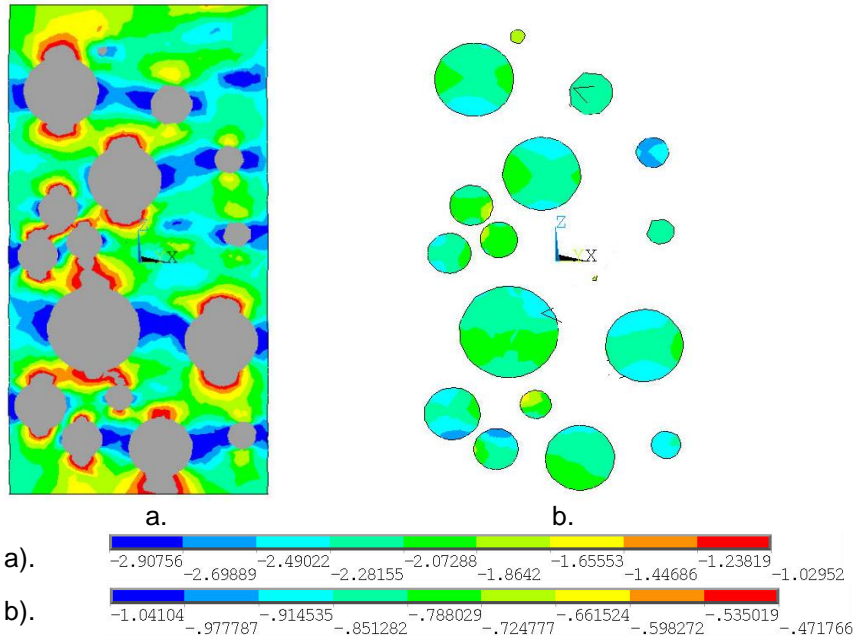 Z
X
Z
Y X
a.
b.
a).
-2.90756 -2.49022 -2.07288 -1.65553 -1.23819
-2.69889 -2.28155 -1.8642 -1.44686 -1.02952
b).
-1.04104 -.914535 -.788029 -.661524 -.535019
-.977787 -.851282 -.724777 -.598272 -.471766